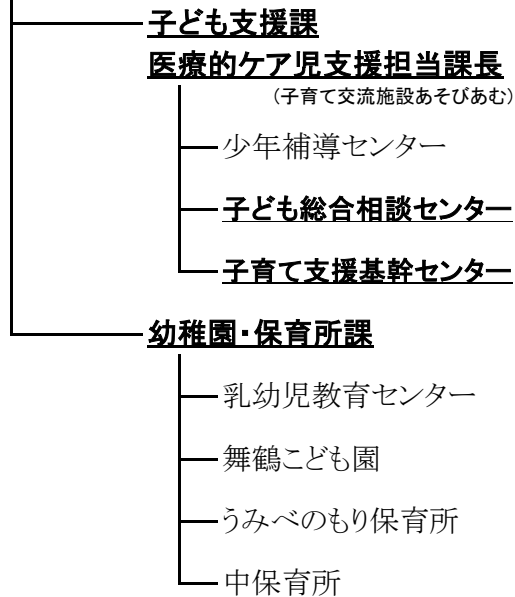 子ども支援課
医療的ケア児支援担当課長
(子育て交流施設あそびあむ)
少年補導センター
子ども総合相談センター
子育て支援基幹センター
幼稚園・保育所課
乳幼児教育センター
舞鶴こども園
うみべのもり保育所
中保育所